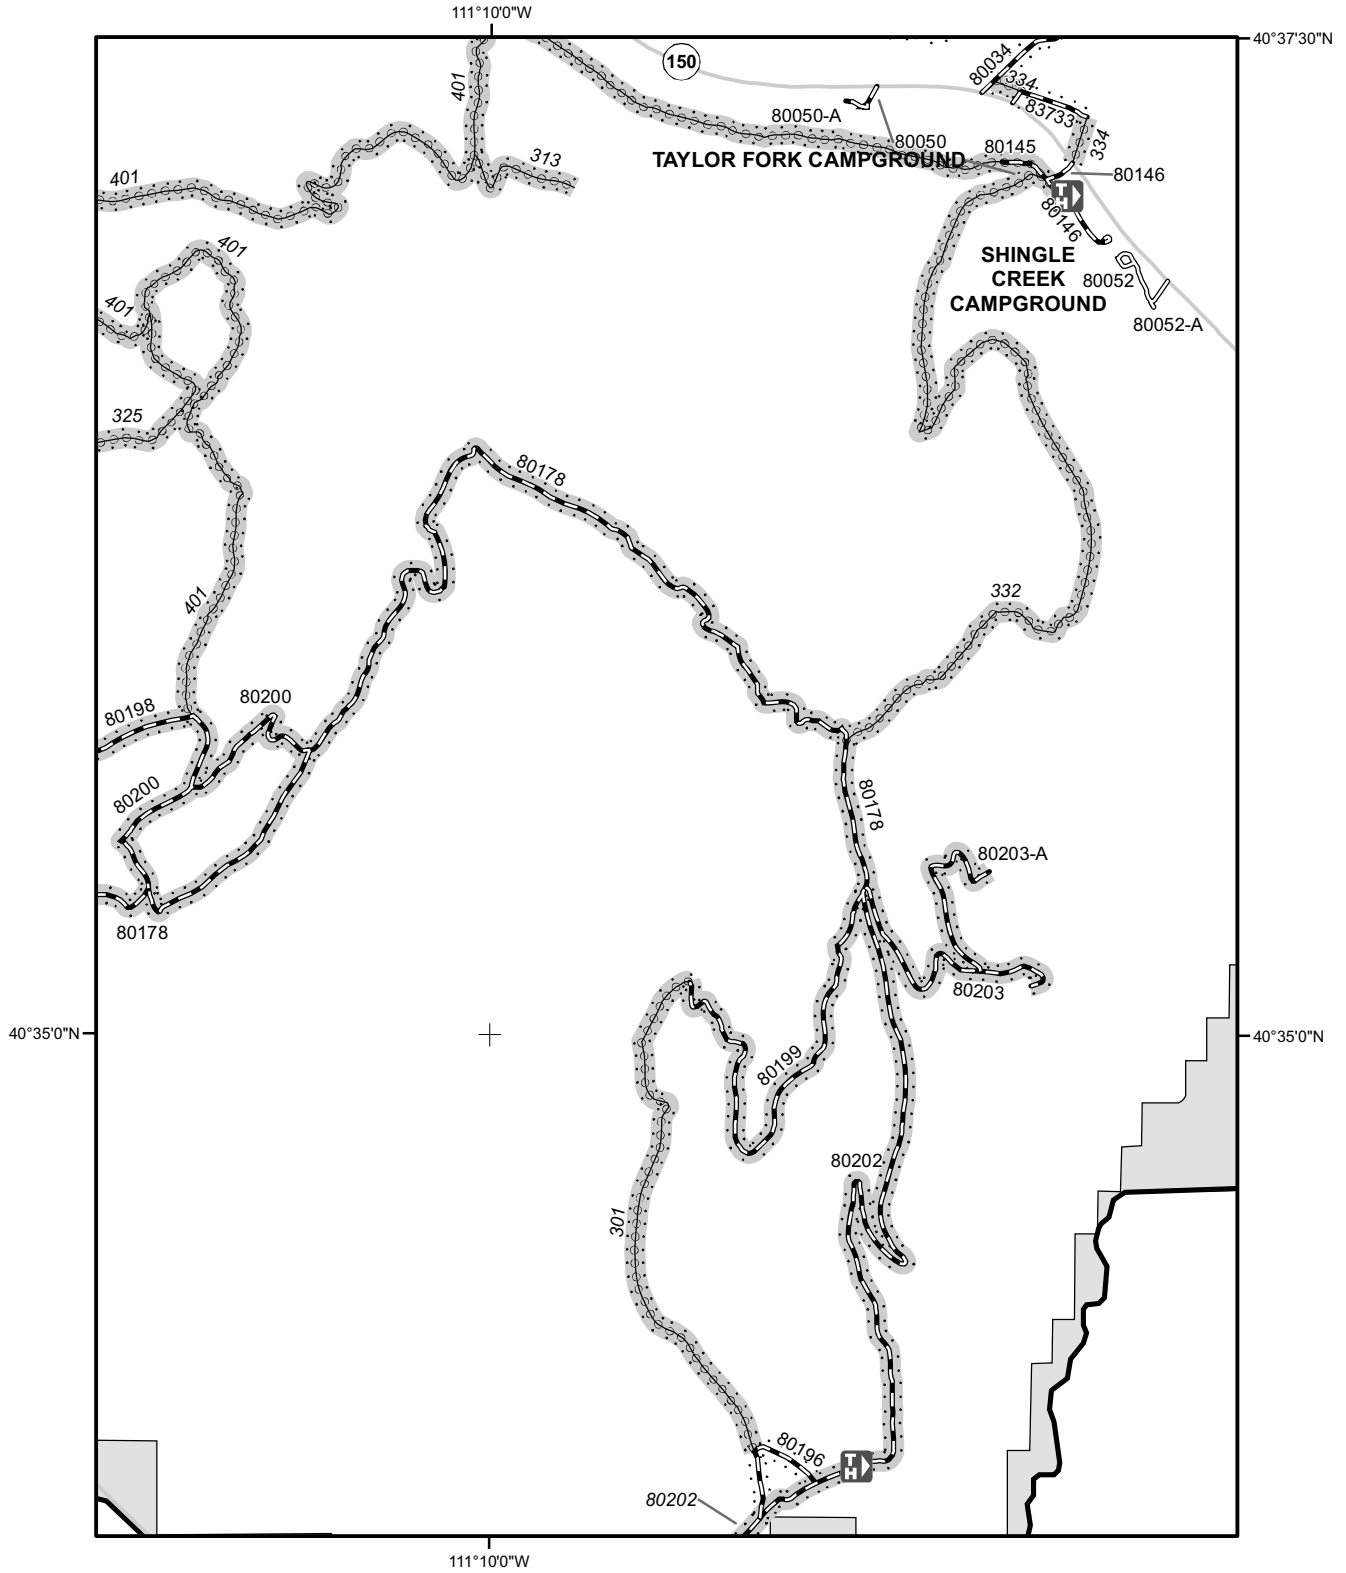 111°10'0"W
40°37'30"N
150
80034
334
401
83733
80050-A
80050
334
80145
313
TAYLOR FORK CAMPGROUND
80146
401
T
H
80146
401
SHINGLE
CREEK
CAMPGROUND
80052
401
80052-A
325
80178
401
332
80200
80198
80200
80178
80203-A
80178
80203
40°35'0"N
40°35'0"N
80199
80202
301
80196
T
H
80202
111°10'0"W